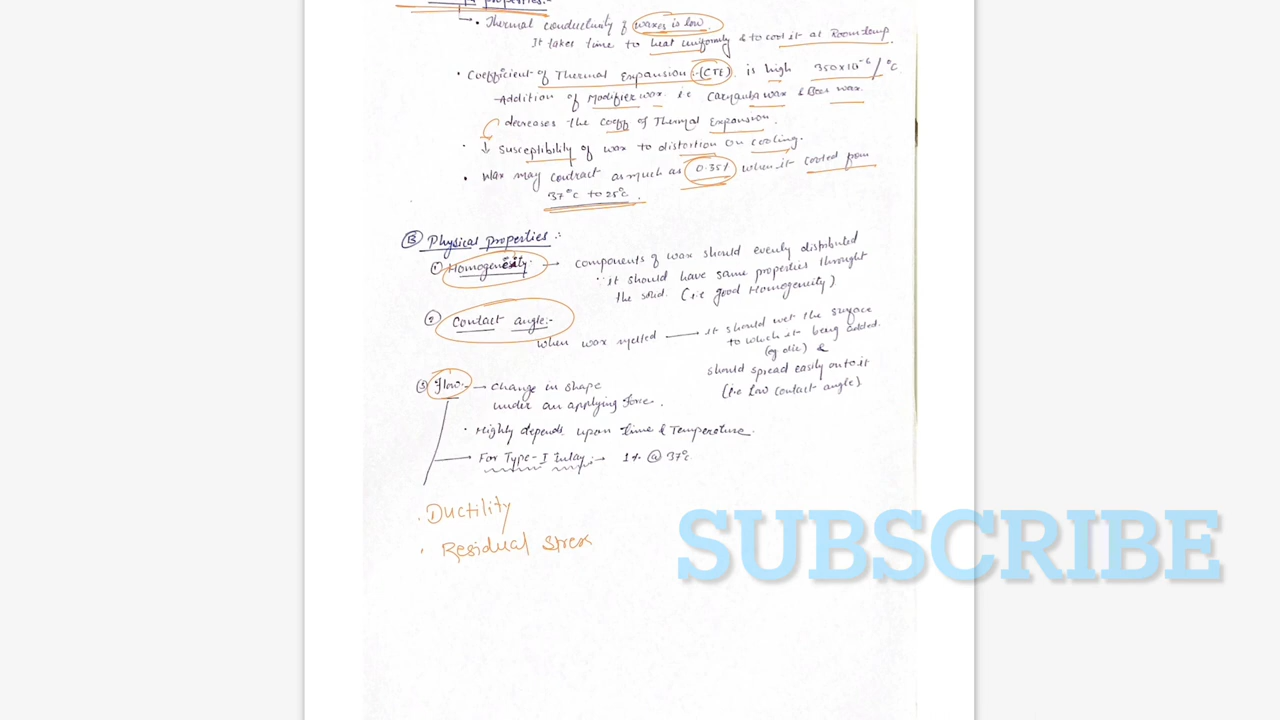 properties:-
• Thermal conductivity of waxes is low.
It takes time to heat uniformly & to cool it at Room temp.
• Coefficient of Thermal Expansion :- (CTE) is high 350×10⁻⁶/°C
- Addition of Modifier wax i.e Carnauba wax & Bees wax.
decreases the Coeff of Thermal Expansion.
• ↓ susceptibility of wax to distortion on cooling.
• Wax may contract as much as 0.35% when it cooled from
37°C to 25°C.
Ⓑ Physical properties :-
① Homogeneity. → components of wax should evenly distributed
∵ it should have same properties throught
the solid. (i.e good Homogeneity).
② Contact angle:-
when wax melted → it should wet the surface
to which it being added.
(eg die) &
should spread easily onto it
(i.e Low contact angle)
③ Flow:- → change in shape
under an applying force.
• Highly depends upon time & Temperature.
→ For Type-I Inlay :- 1% @ 37°C
• Ductility
• Residual Stress
SUBSCRIBE